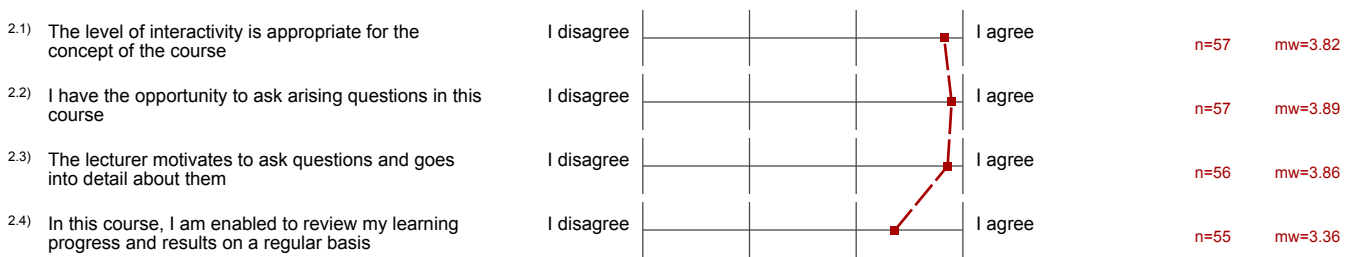 2.1) The level of interactivity is appropriate for the concept of the course I disagree I agree n=57 mw=3.82
2.2) I have the opportunity to ask arising questions in this course I disagree I agree n=57 mw=3.89
2.3) The lecturer motivates to ask questions and goes into detail about them I disagree I agree n=56 mw=3.86
2.4) In this course, I am enabled to review my learning progress and results on a regular basis I disagree I agree n=55 mw=3.36